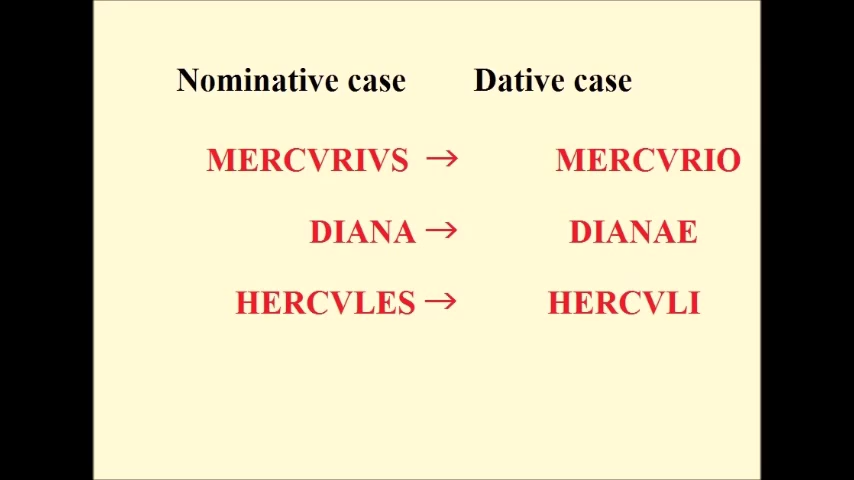 Nominative case Dative case
MERCVRIVS → MERCVRIO
DIANA → DIANAE
HERCVLES → HERCVLI